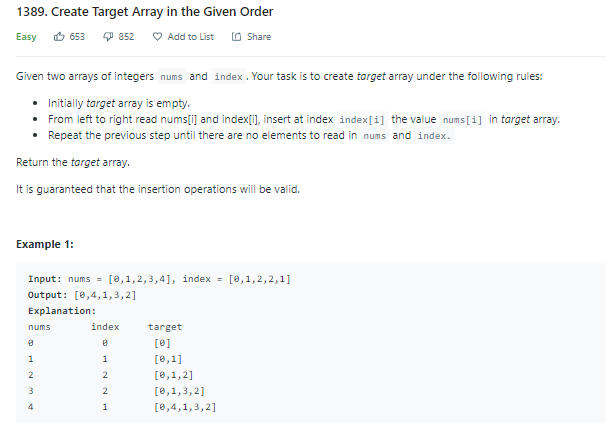 1389. Create Target Array in the Given Order
Easy 653 852 Add to List Share
Given two arrays of integers nums and index. Your task is to create target array under the following rules:
• Initially target array is empty.
• From left to right read nums[i] and index[i], insert at index index[i] the value nums[i] in target array.
• Repeat the previous step until there are no elements to read in nums and index.
Return the target array.
It is guaranteed that the insertion operations will be valid.
Example 1:
Input: nums = [0,1,2,3,4], index = [0,1,2,2,1]
Output: [0,4,1,3,2]
Explanation:
nums index target
0 0 [0]
1 1 [0,1]
2 2 [0,1,2]
3 2 [0,1,3,2]
4 1 [0,4,1,3,2]